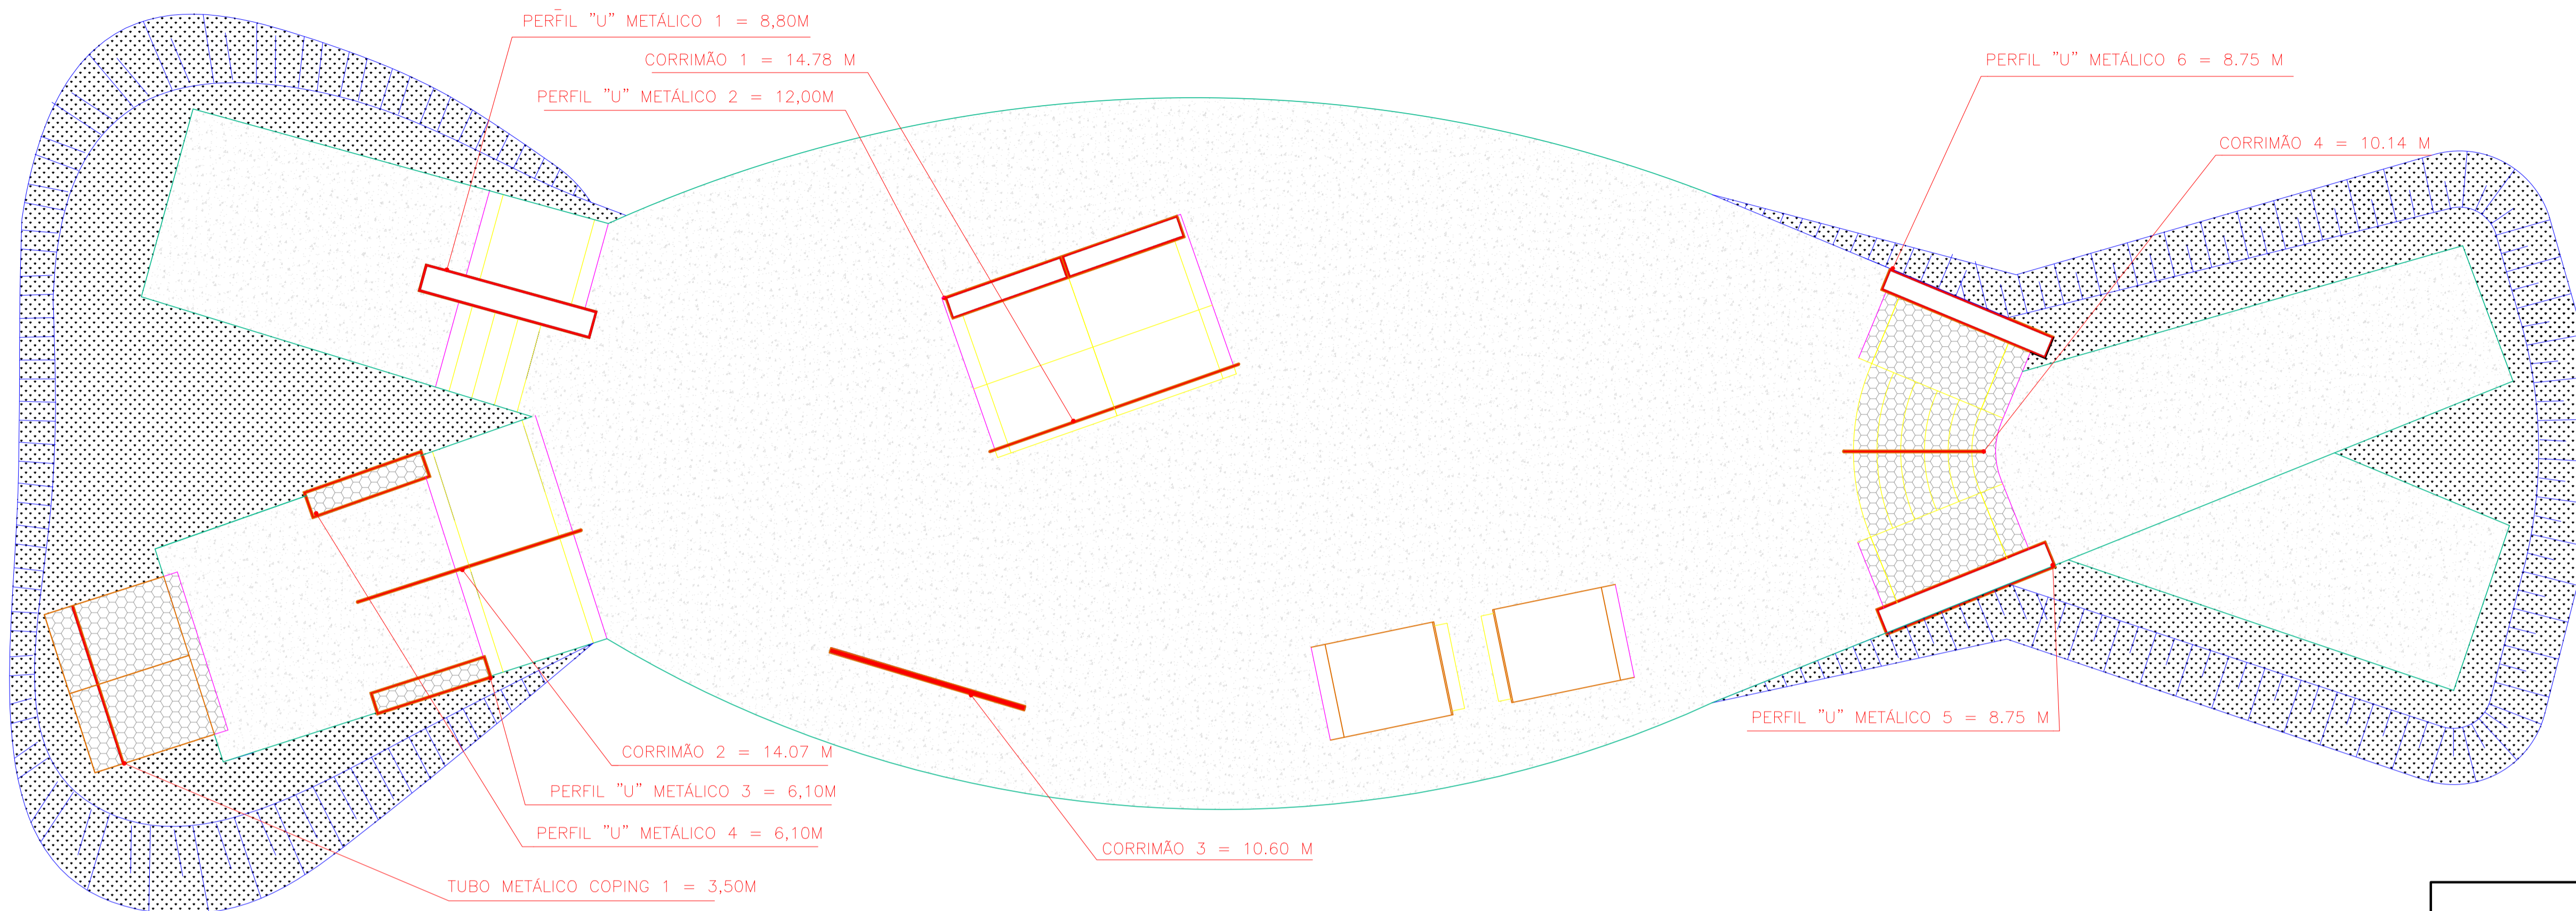 PERFIL "U" METÁLICO 1 = 8,80M
CORRIMÃO 1 = 14.78 M
PERFIL "U" METÁLICO 2 = 12,00M
PERFIL "U" METÁLICO 6 = 8.75 M
CORRIMÃO 4 = 10.14 M
PERFIL "U" METÁLICO 5 = 8.75 M
CORRIMÃO 2 = 14.07 M
PERFIL "U" METÁLICO 3 = 6,10M
PERFIL "U" METÁLICO 4 = 6,10M
CORRIMÃO 3 = 10.60 M
TUBO METÁLICO COPING 1 = 3,50M